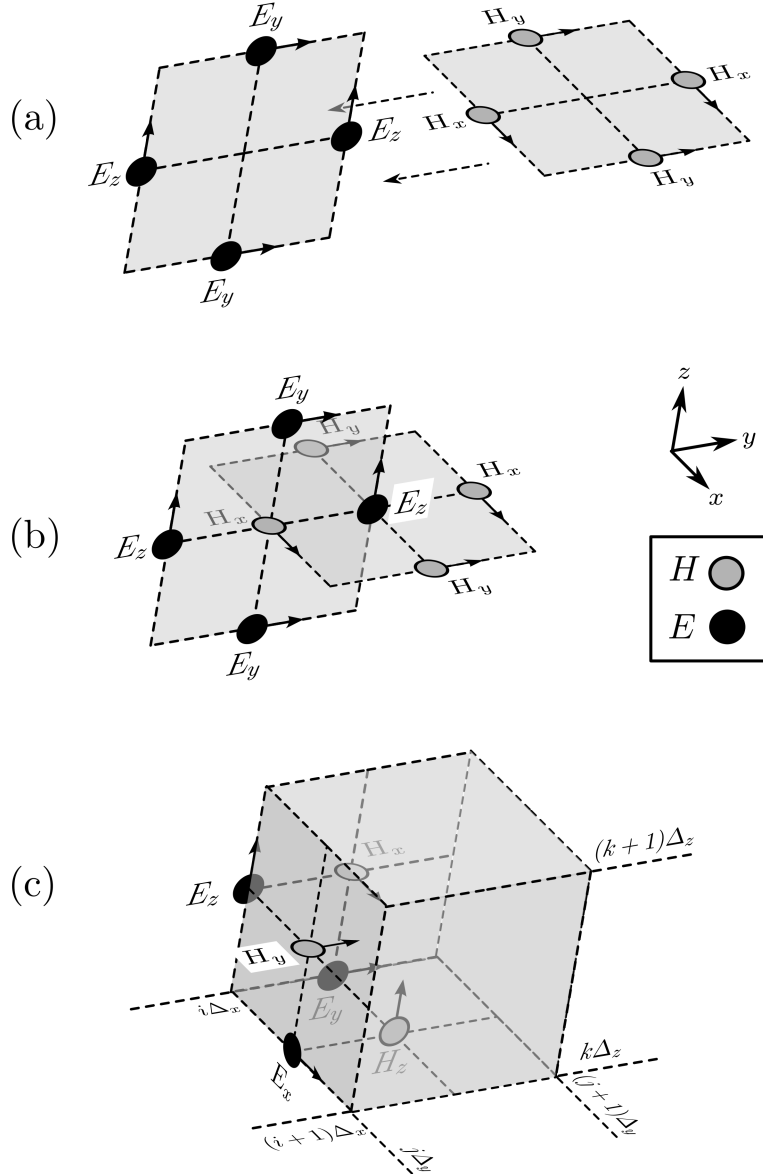 (a)
E_y
E_z
E_z
E_y
H_y
H_x
H_x
H_y
(b)
E_y
H_y
H_x
H_x
E_z
E_z
H_y
E_y
z
y
x
H
E
(c)
(k + 1)Δ_z
H_x
E_z
H_y
iΔ_x
E_y
H_z
E_x
kΔ_z
(i + 1)Δ_x
jΔ_y
(j + 1)Δ_y